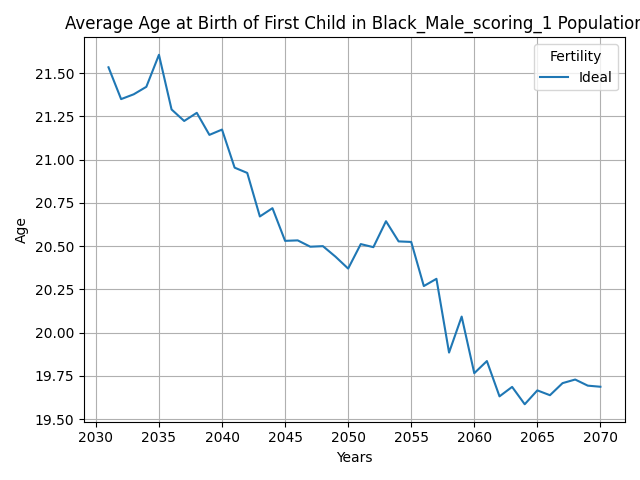 Average Age at Birth of First Child in Black_Male_scoring_1 Population
Fertility
Ideal
21.50
21.25
21.00
20.75
20.50
20.25
20.00
19.75
19.50
Age
2030 2035 2040 2045 2050 2055 2060 2065 2070
Years